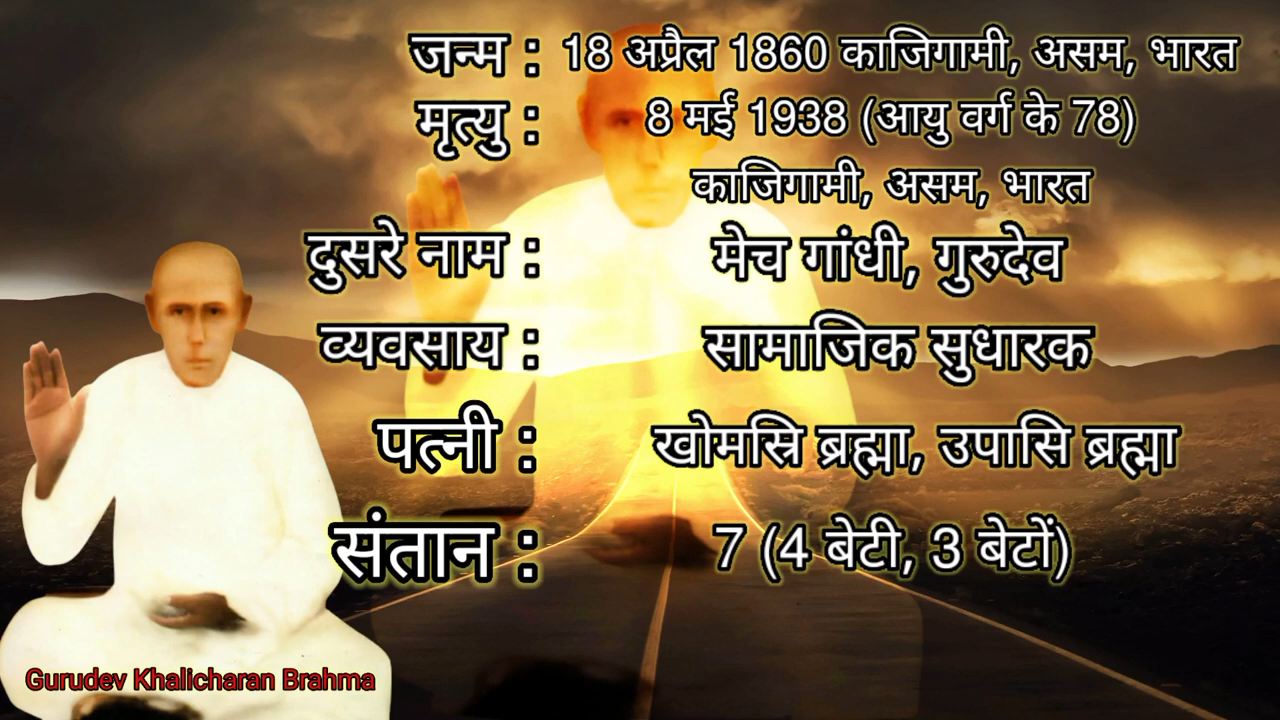 जन्म : 18 अप्रैल 1860 काजिगामी, असम, भारत
मृत्यु : 8 मई 1938 (आयु वर्ग के 78)
काजिगामी, असम, भारत
दुसरे नाम : मेच गांधी, गुरुदेव
व्यवसाय : सामाजिक सुधारक
पत्नी : खोमस्रि ब्रह्मा, उपासि ब्रह्मा
संतान : 7 (4 बेटी, 3 बेटों)
Gurudev Khalicharan Brahma